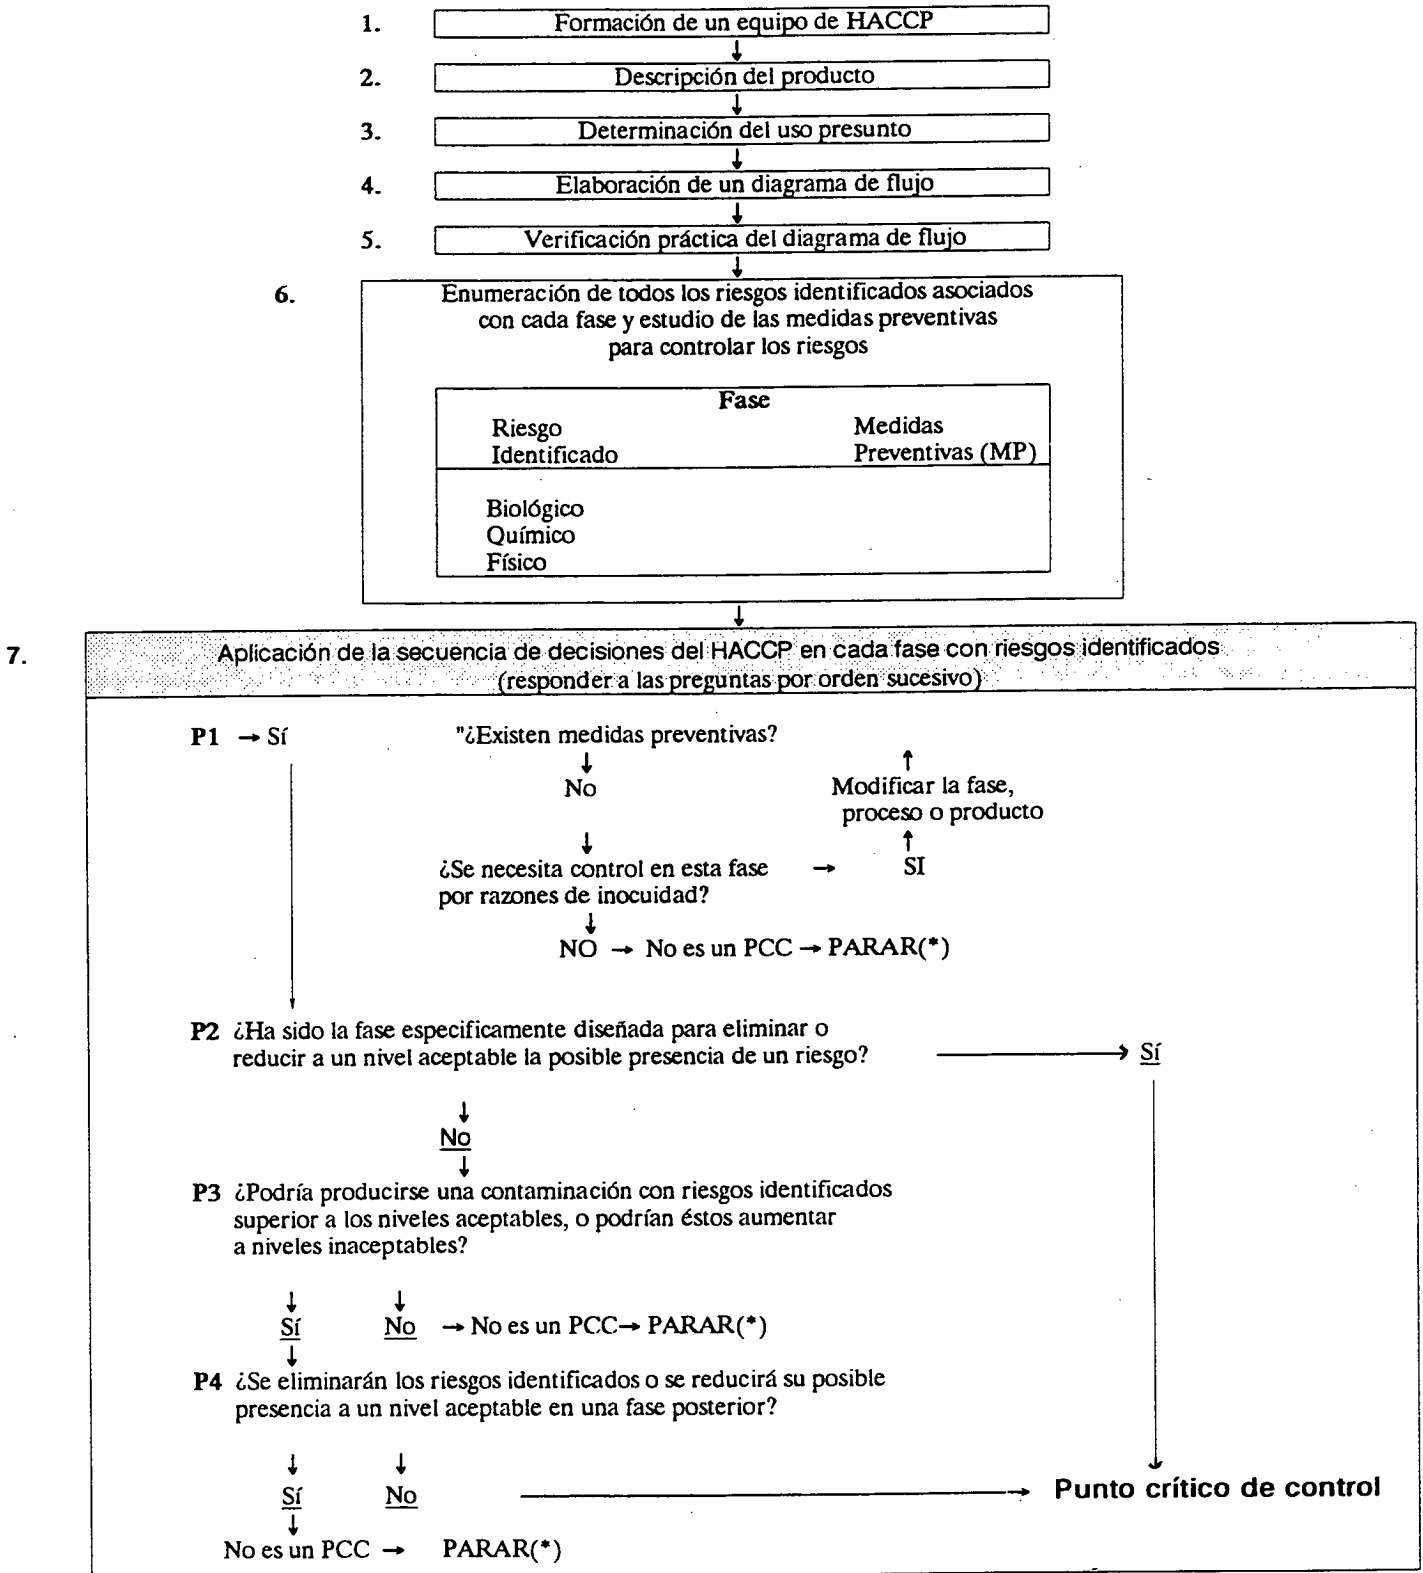 1. Formación de un equipo de HACCP
↓
2. Descripción del producto
↓
3. Determinación del uso presunto
↓
4. Elaboración de un diagrama de flujo
↓
5. Verificación práctica del diagrama de flujo
↓
6. Enumeración de todos los riesgos identificados asociados
con cada fase y estudio de las medidas preventivas
para controlar los riesgos
Fase
Riesgo Medidas
Identificado Preventivas (MP)
Biológico
Químico
Físico
↓
7. Aplicación de la secuencia de decisiones del HACCP en cada fase con riesgos identificados
(responder a las preguntas por orden sucesivo)
P1 → Sí "¿Existen medidas preventivas?
↓ ↑
No Modificar la fase,
proceso o producto
↓ ↑
¿Se necesita control en esta fase → SI
por razones de inocuidad?
↓
NO → No es un PCC → PARAR(*)
P2 ¿Ha sido la fase especificamente diseñada para eliminar o
reducir a un nivel aceptable la posible presencia de un riesgo? → Sí
↓
No
↓
P3 ¿Podría producirse una contaminación con riesgos identificados
superior a los niveles aceptables, o podrían éstos aumentar
a niveles inaceptables?
↓ ↓
Sí No → No es un PCC→ PARAR(*)
↓
P4 ¿Se eliminarán los riesgos identificados o se reducirá su posible
presencia a un nivel aceptable en una fase posterior?
↓ ↓
Sí No → Punto crítico de control
↓
No es un PCC → PARAR(*)